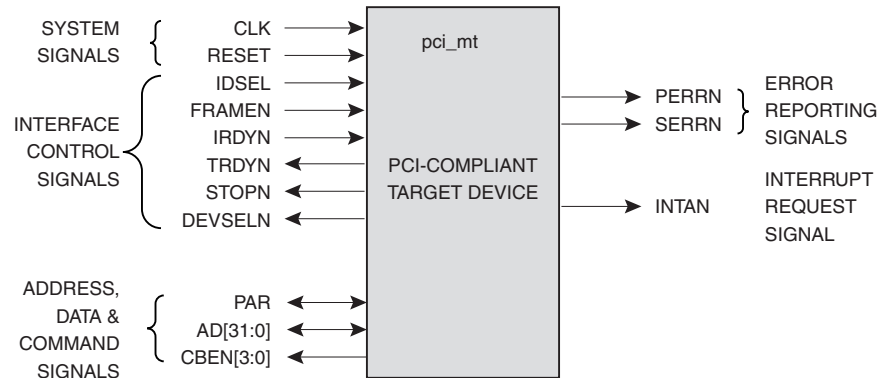 SYSTEM
SIGNALS
CLK
RESET
INTERFACE
CONTROL
SIGNALS
IDSEL
FRAMEN
IRDYN
TRDYN
STOPN
DEVSELN
ADDRESS,
DATA &
COMMAND
SIGNALS
PAR
AD[31:0]
CBEN[3:0]
pci_mt
PCI-COMPLIANT
TARGET DEVICE
PERRN
SERRN
ERROR
REPORTING
SIGNALS
INTAN
INTERRUPT
REQUEST
SIGNAL